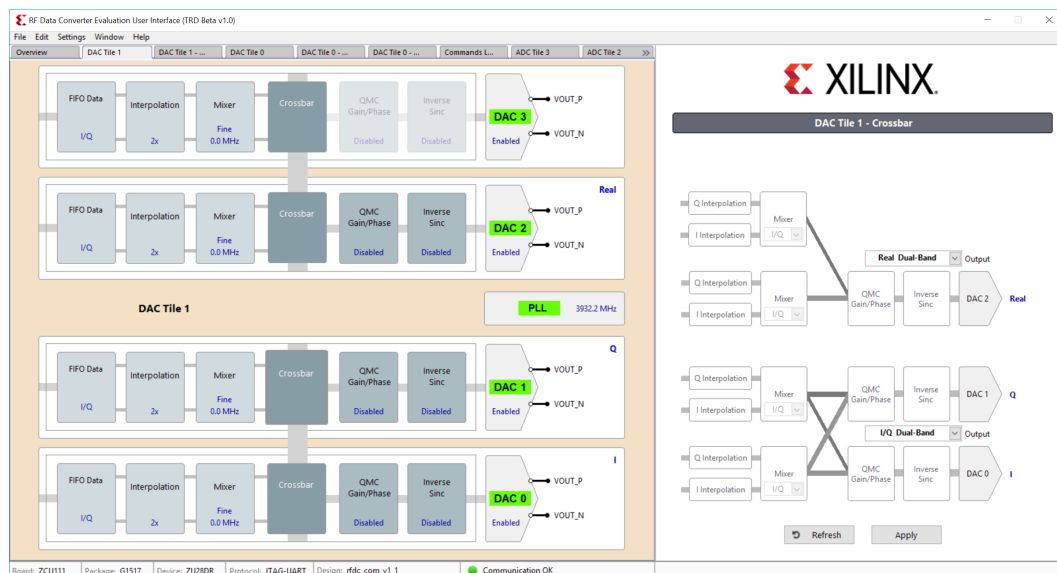 RF Data Converter Evaluation User Interface (TRD Beta v1.0)
File Edit Settings Window Help
Overview DAC Tile 1 DAC Tile 1 - ... DAC Tile 0 DAC Tile 0 - ... DAC Tile 0 - ... Commands L... ADC Tile 3 ADC Tile 2 >>
FIFO Data
I/Q
Interpolation
2x
Mixer
Fine
0.0 MHz
Crossbar
QMC
Gain/Phase
Disabled
Inverse
Sinc
Disabled
DAC 3
Enabled
VOUT_P
VOUT_N
Real
FIFO Data
I/Q
Interpolation
2x
Mixer
Fine
0.0 MHz
Crossbar
QMC
Gain/Phase
Disabled
Inverse
Sinc
Disabled
DAC 2
Enabled
VOUT_P
VOUT_N
DAC Tile 1
PLL 3932.2 MHz
Q
FIFO Data
I/Q
Interpolation
2x
Mixer
Fine
0.0 MHz
Crossbar
QMC
Gain/Phase
Disabled
Inverse
Sinc
Disabled
DAC 1
Enabled
VOUT_P
VOUT_N
I
FIFO Data
I/Q
Interpolation
2x
Mixer
Fine
0.0 MHz
Crossbar
QMC
Gain/Phase
Disabled
Inverse
Sinc
Disabled
DAC 0
Enabled
VOUT_P
VOUT_N
XILINX.
DAC Tile 1 - Crossbar
Q Interpolation
I Interpolation
Mixer
I/Q
Real Dual-Band Output
Q Interpolation
I Interpolation
Mixer
I/Q
QMC
Gain/Phase
Inverse
Sinc
DAC 2
Real
Q Interpolation
I Interpolation
Mixer
I/Q
QMC
Gain/Phase
Inverse
Sinc
DAC 1
Q
I/Q Dual-Band Output
Q Interpolation
I Interpolation
Mixer
I/Q
QMC
Gain/Phase
Inverse
Sinc
DAC 0
I
Refresh Apply
Board: ZCU111 Package: G1517 Device: ZU28DR Protocol: JTAG-UART Design: rfdc_com_v1_1 Communication OK